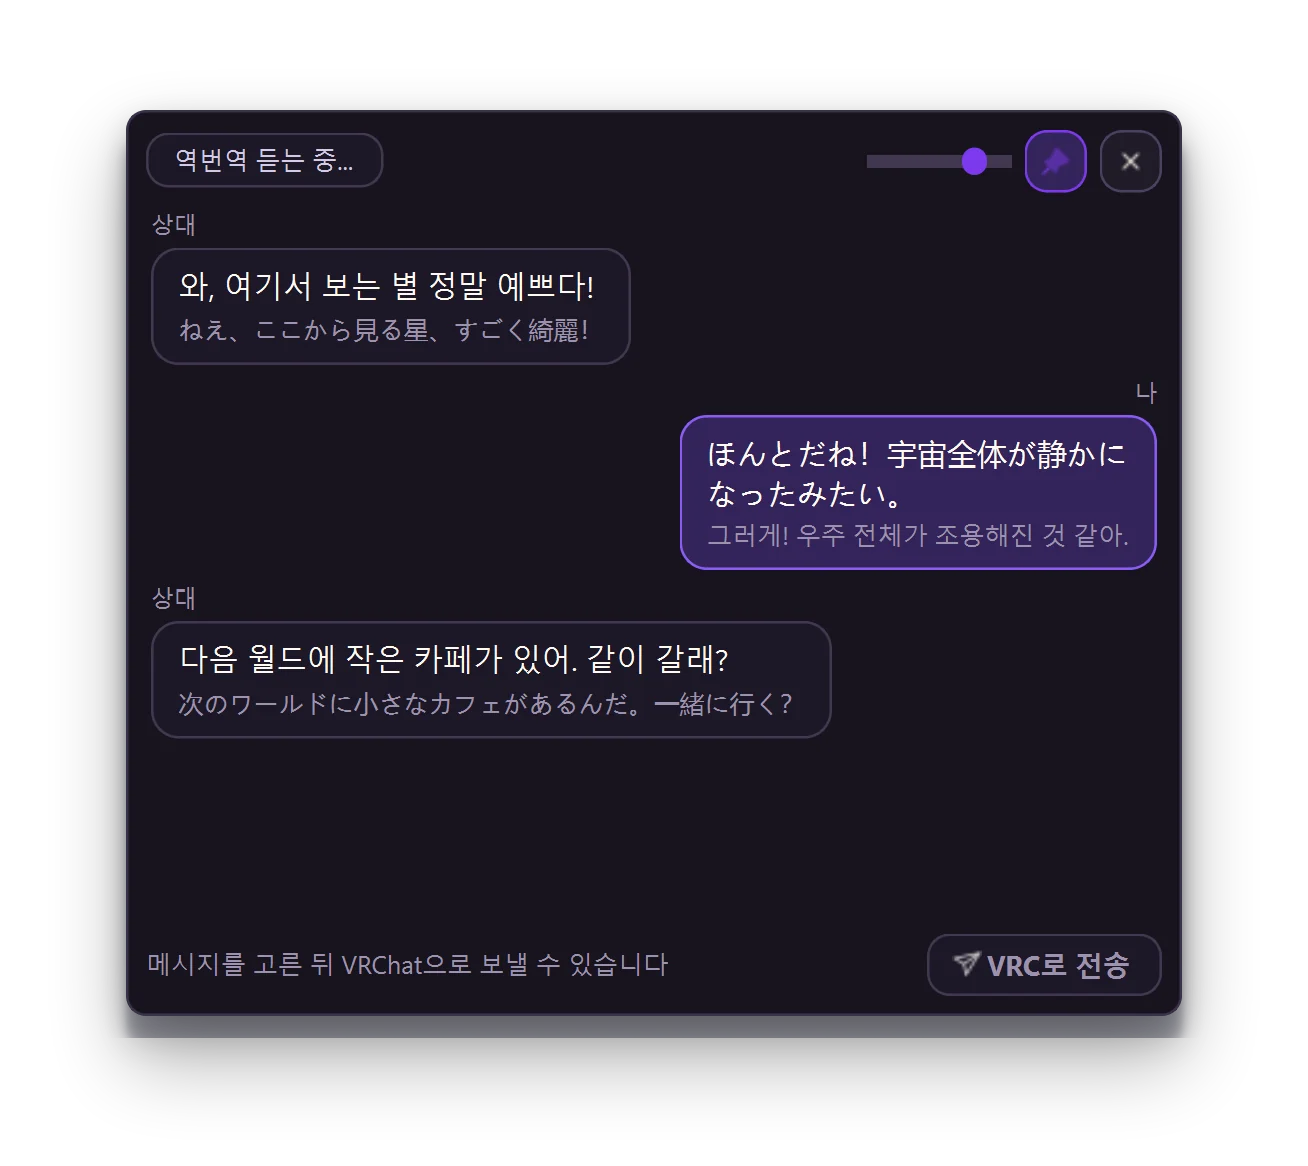 역번역 듣는 중...
상대
와, 여기서 보는 별 정말 예쁘다!
ねえ、ここから見る星、すごく綺麗！
나
ほんとだね！宇宙全体が静かに
なったみたい。
그러게! 우주 전체가 조용해진 것 같아.
상대
다음 월드에 작은 카페가 있어. 같이 갈래?
次のワールドに小さなカフェがあるんだ。一緒に行く？
메시지를 고른 뒤 VRChat으로 보낼 수 있습니다
VRC로 전송